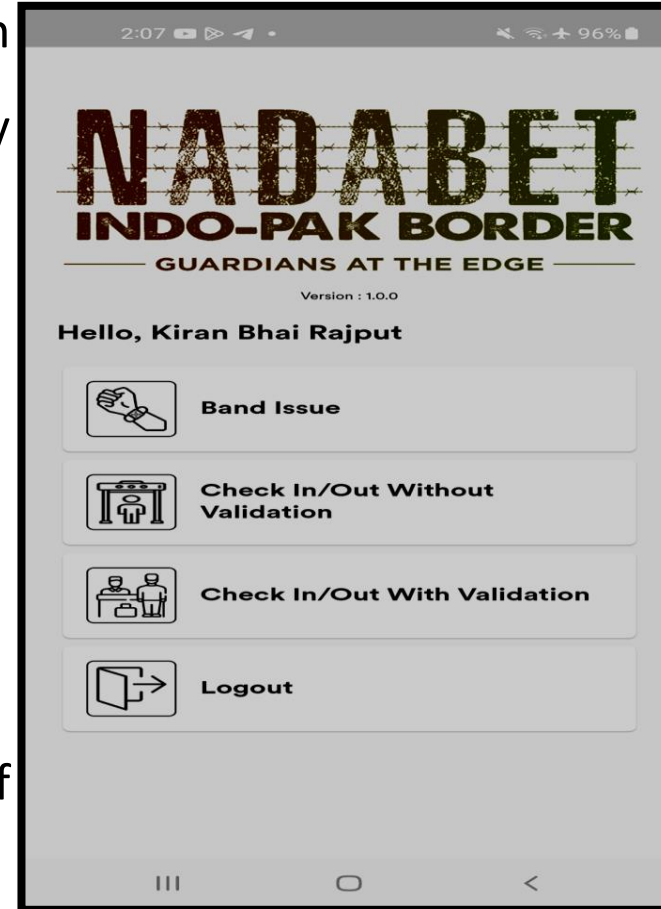 n
y
f
2:07
96%
NADABET
INDO-PAK BORDER
GUARDIANS AT THE EDGE
Version : 1.0.0
Hello, Kiran Bhai Rajput
Band Issue
Check In/Out Without
Validation
Check In/Out With Validation
Logout